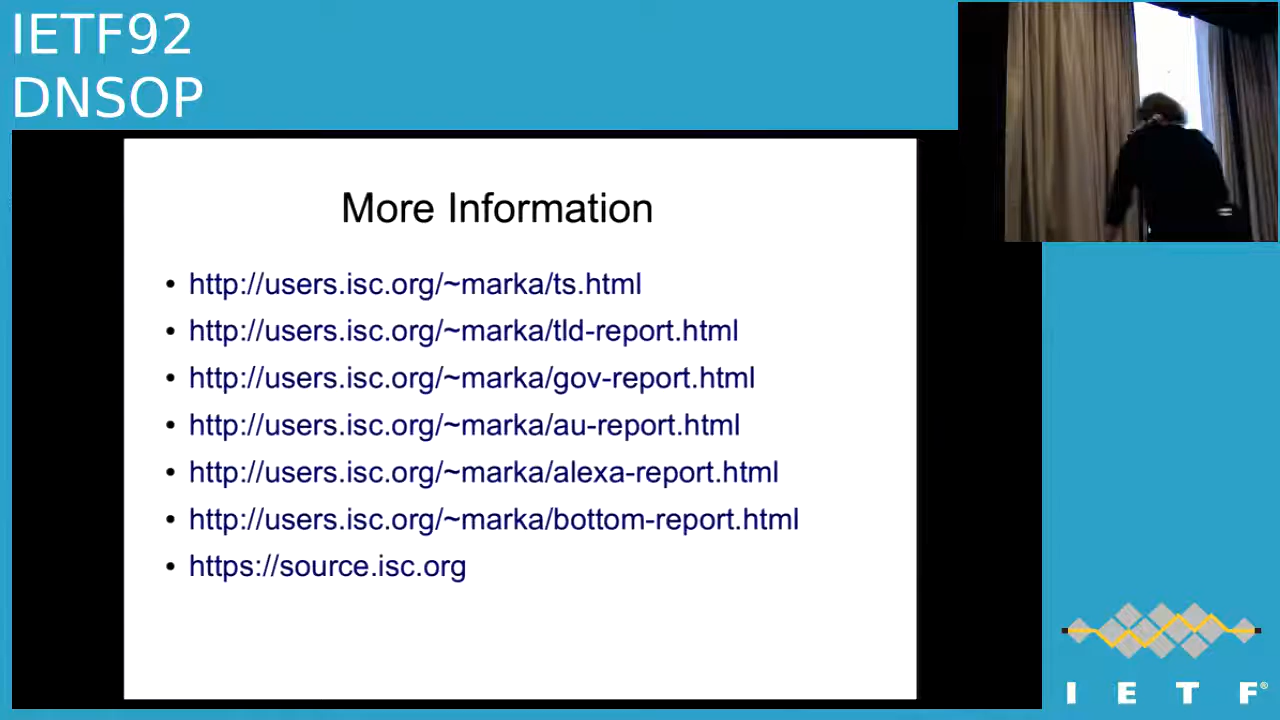 IETF92
DNSOP
More Information
• http://users.isc.org/~marka/ts.html
• http://users.isc.org/~marka/tld-report.html
• http://users.isc.org/~marka/gov-report.html
• http://users.isc.org/~marka/au-report.html
• http://users.isc.org/~marka/alexa-report.html
• http://users.isc.org/~marka/bottom-report.html
• https://source.isc.org
I E T F®